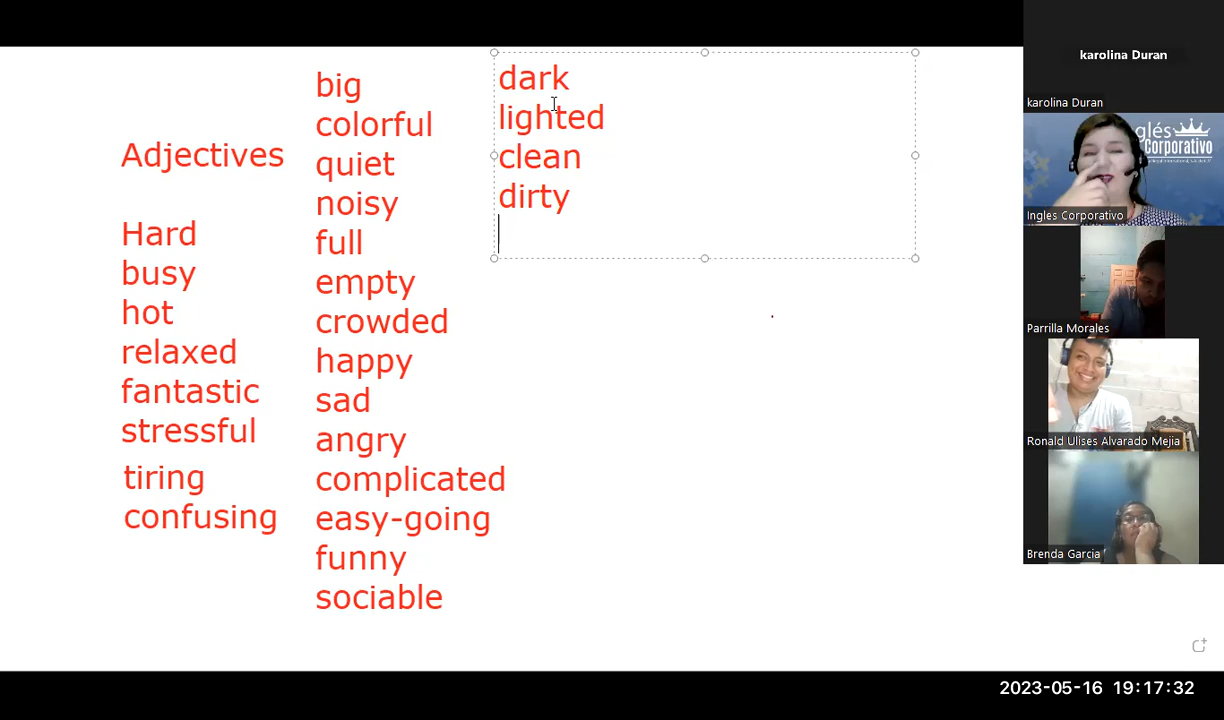 Adjectives
Hard
busy
hot
relaxed
fantastic
stressful
tiring
confusing
big
colorful
quiet
noisy
full
empty
crowded
happy
sad
angry
complicated
easy-going
funny
sociable
dark
lighted
clean
dirty
karolina Duran
karolina Duran
glés
Corporativo
Ingles Corporativo
Parrilla Morales
Ronald Ulises Alvarado Mejia
Brenda Garcia
2023-05-16 19:17:32